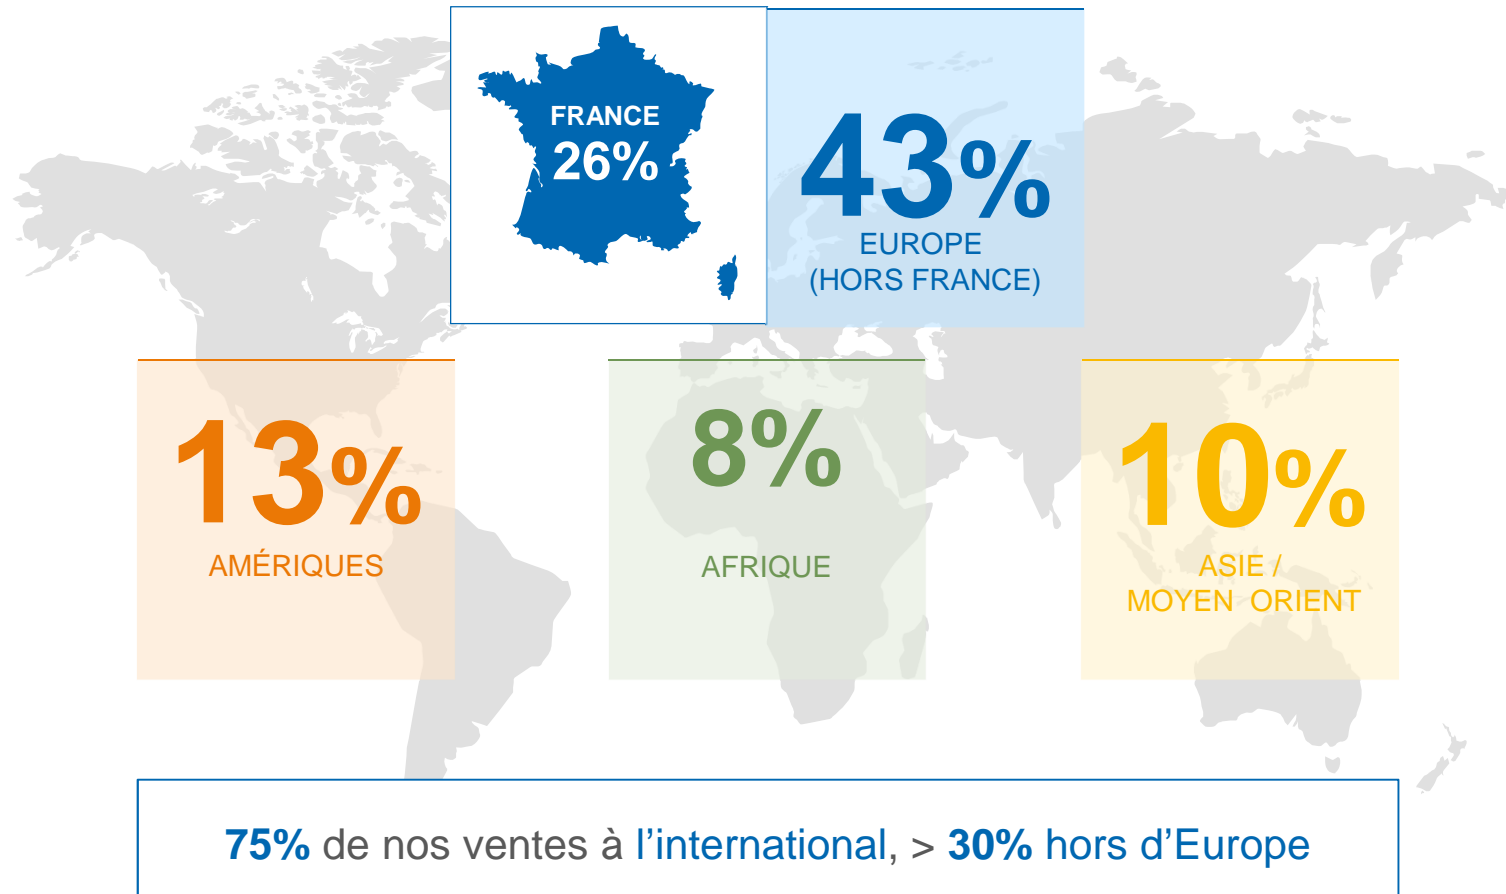 FRANCE
26%
43%
EUROPE
(HORS FRANCE)
13%
AMÉRIQUES
8%
AFRIQUE
10%
ASIE /
MOYEN ORIENT
75% de nos ventes à l’international, > 30% hors d’Europe